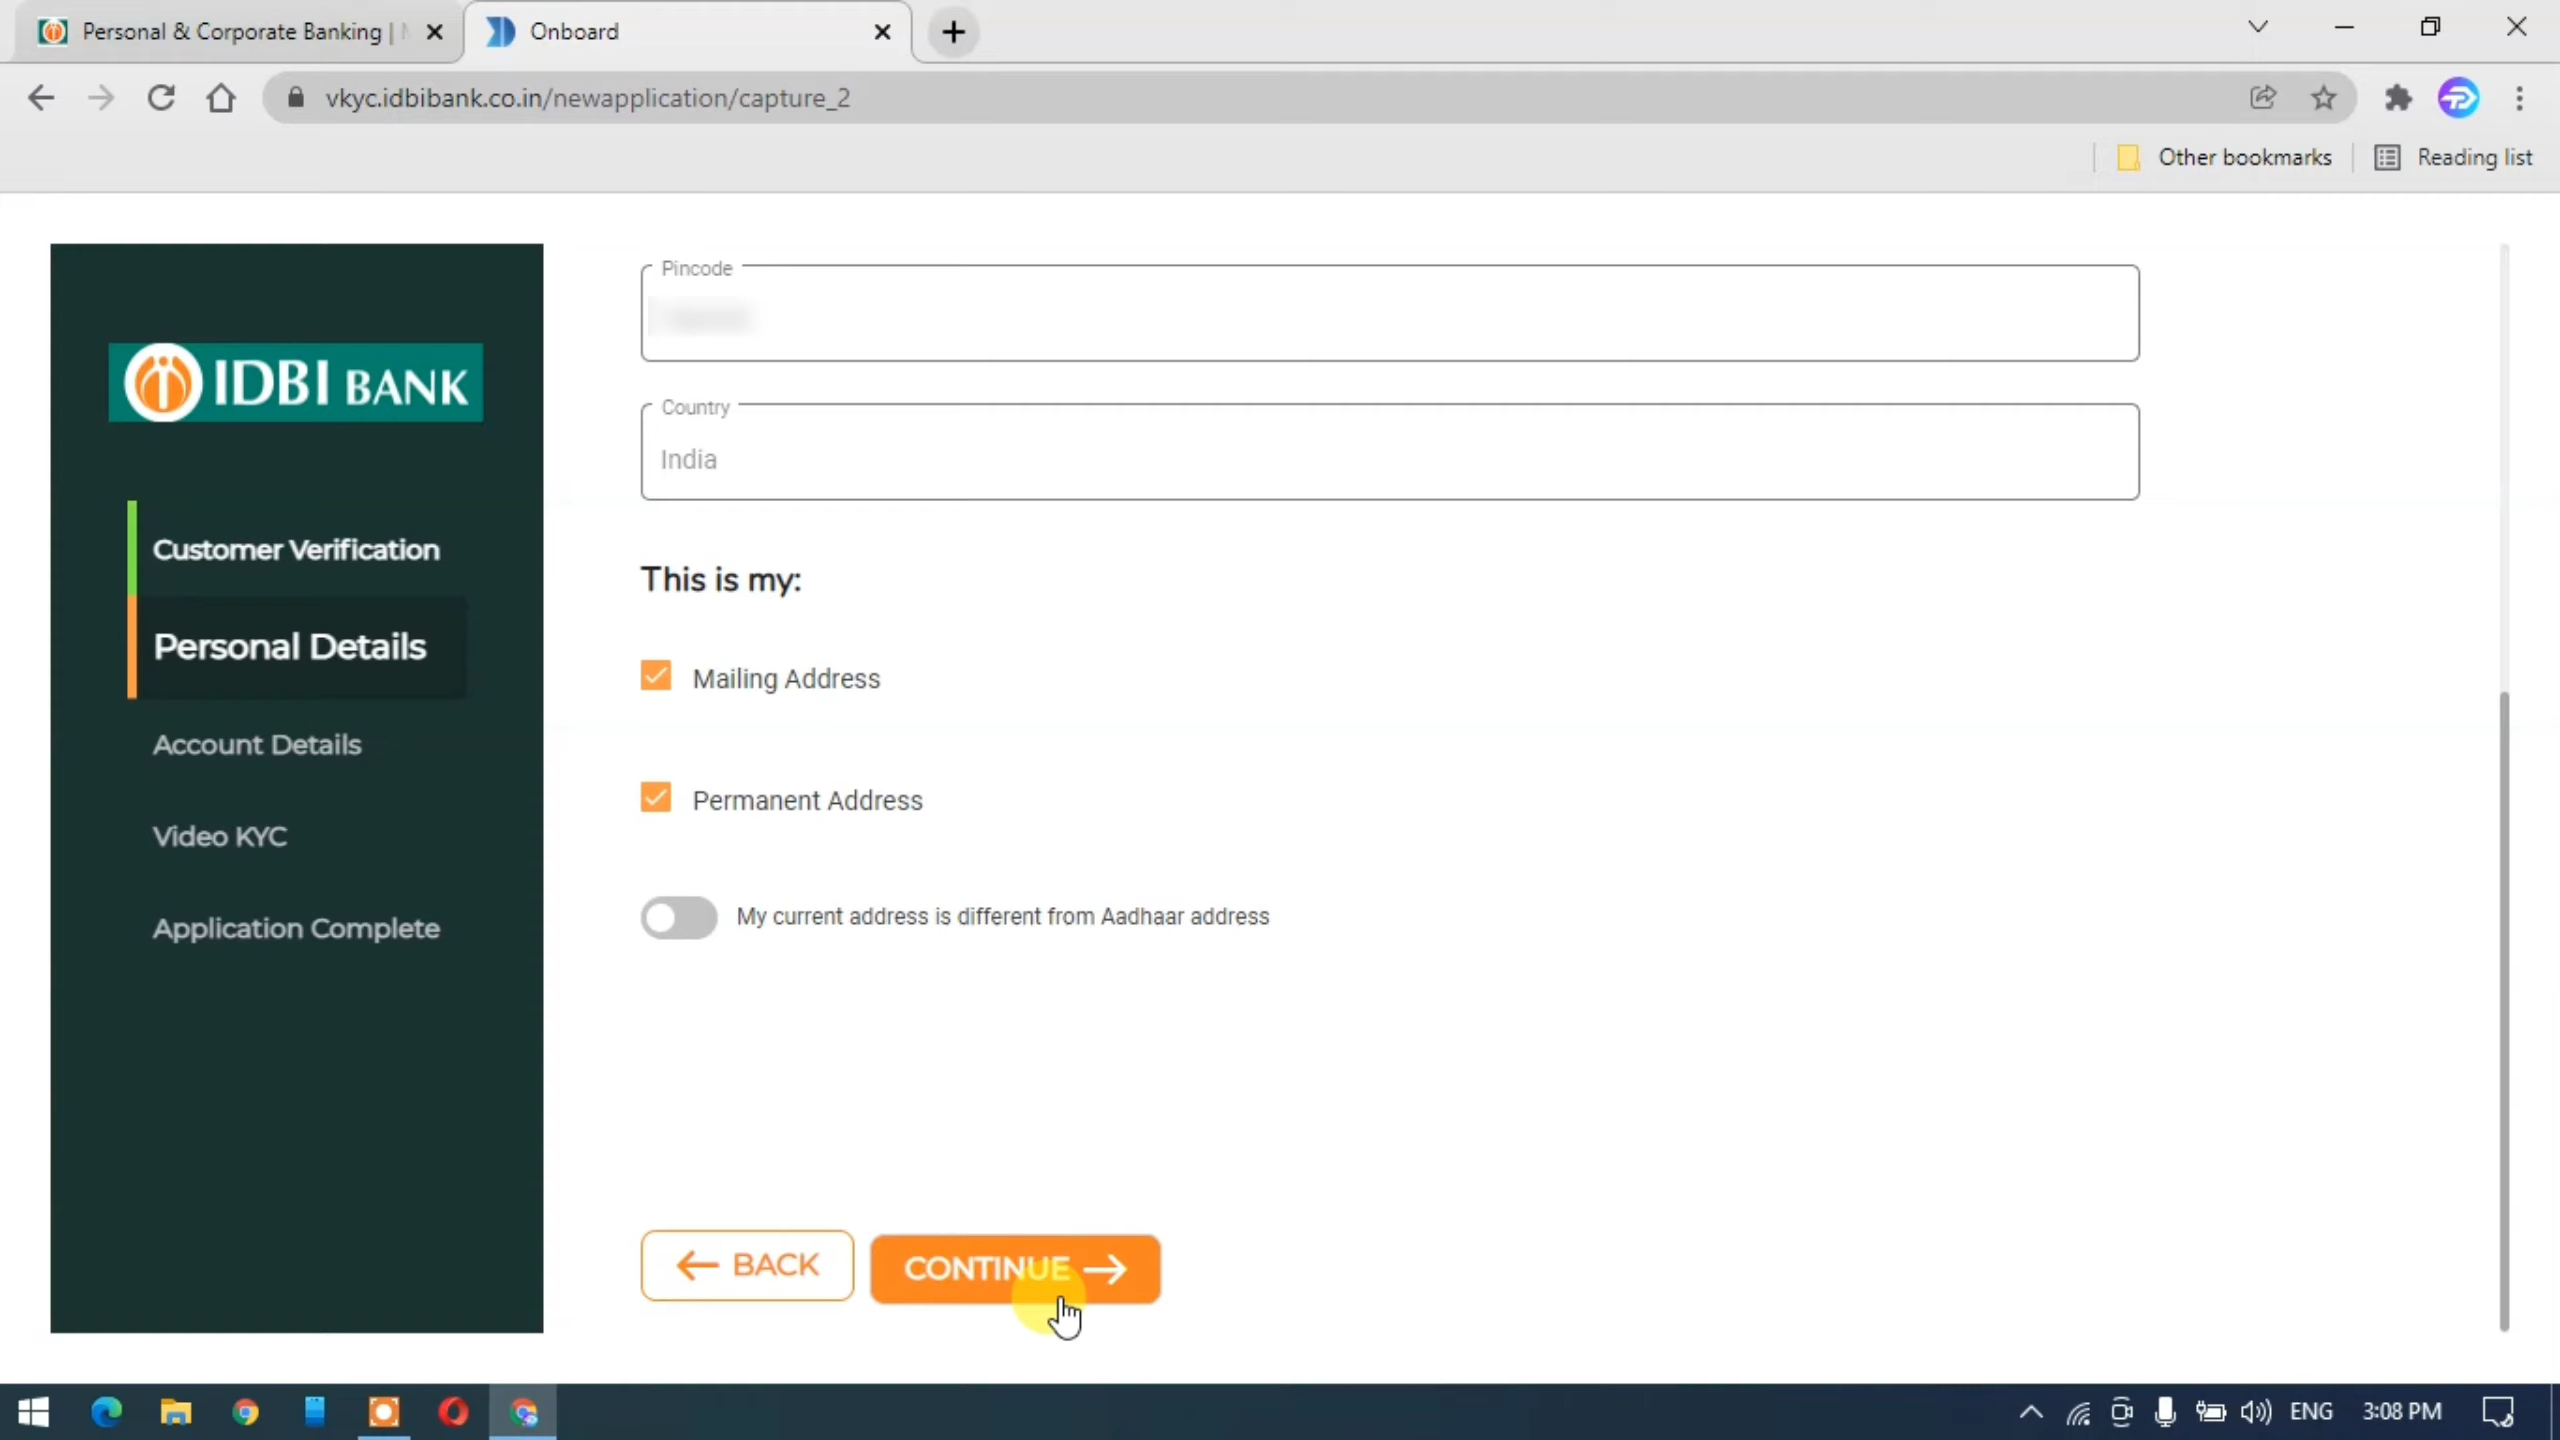 Personal & Corporate Banking |
Onboard
vkyc.idbibank.co.in/newapplication/capture_2
Other bookmarks
Reading list
IDBI BANK
Customer Verification
Personal Details
Account Details
Video KYC
Application Complete
Pincode
Country
India
This is my:
Mailing Address
Permanent Address
My current address is different from Aadhaar address
← BACK
CONTINUE →
ENG
3:08 PM